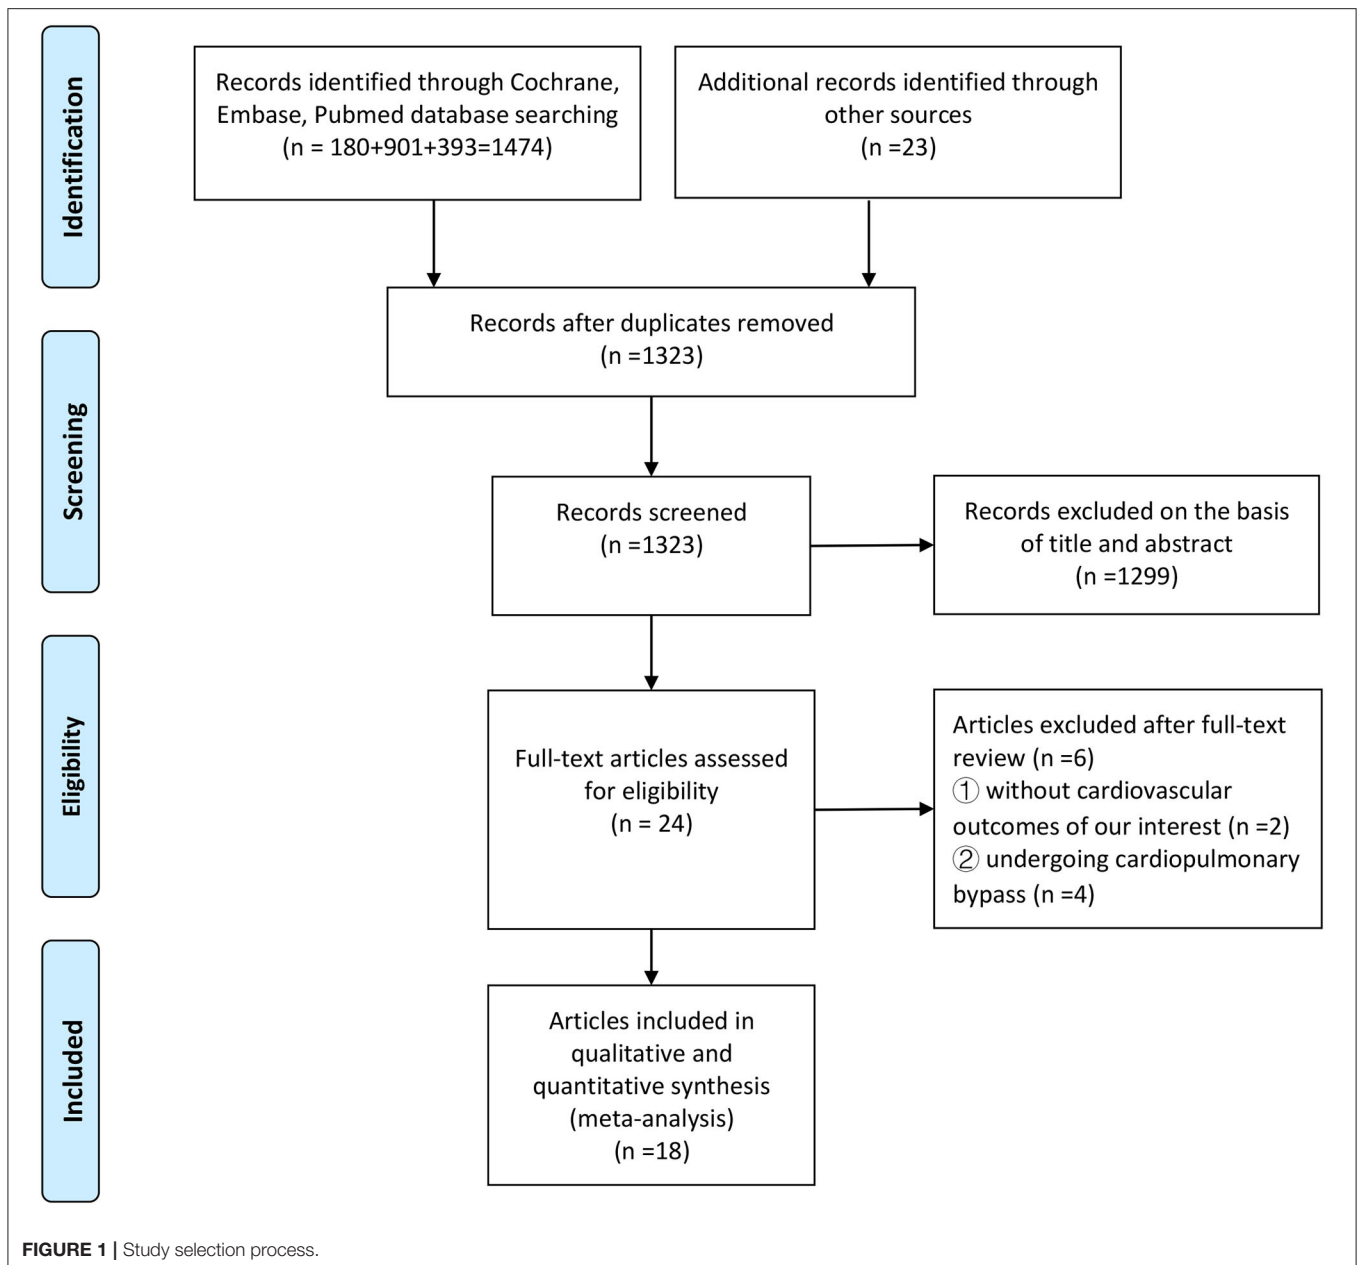 Identification
Records identified through Cochrane,
Embase, Pubmed database searching
(n = 180+901+393=1474)
Additional records identified through
other sources
(n =23)
Records after duplicates removed
(n =1323)
Screening
Records screened
(n =1323)
Records excluded on the basis
of title and abstract
(n =1299)
Eligibility
Full-text articles assessed
for eligibility
(n = 24)
Articles excluded after full-text
review (n =6)
① without cardiovascular
outcomes of our interest (n =2)
② undergoing cardiopulmonary
bypass (n =4)
Included
Articles included in
qualitative and
quantitative synthesis
(meta-analysis)
(n =18)
FIGURE 1 | Study selection process.